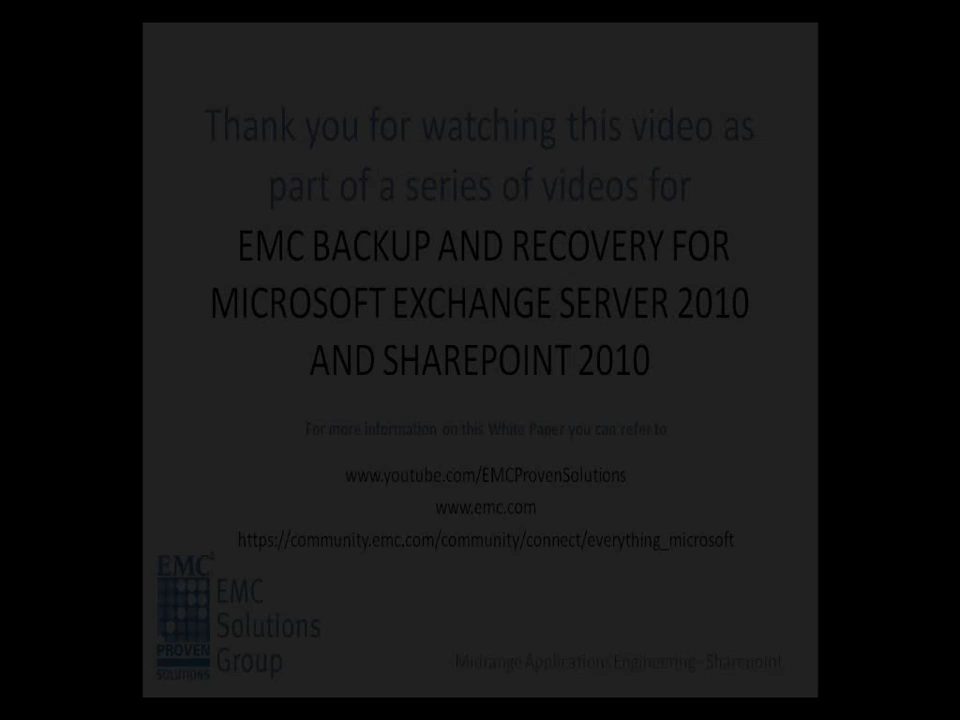 Thank you for watching this video as
part of a series of videos for
EMC BACKUP AND RECOVERY FOR
MICROSOFT EXCHANGE SERVER 2010
AND SHAREPOINT 2010
For more information on this White Paper you can refer to
www.youtube.com/EMCProvenSolutions
www.emc.com
https://community.emc.com/community/connect/everything_microsoft
EMC
PROVEN
SOLUTIONS
EMC
Solutions
Group
Midrange Applications Engineering - Sharepoint